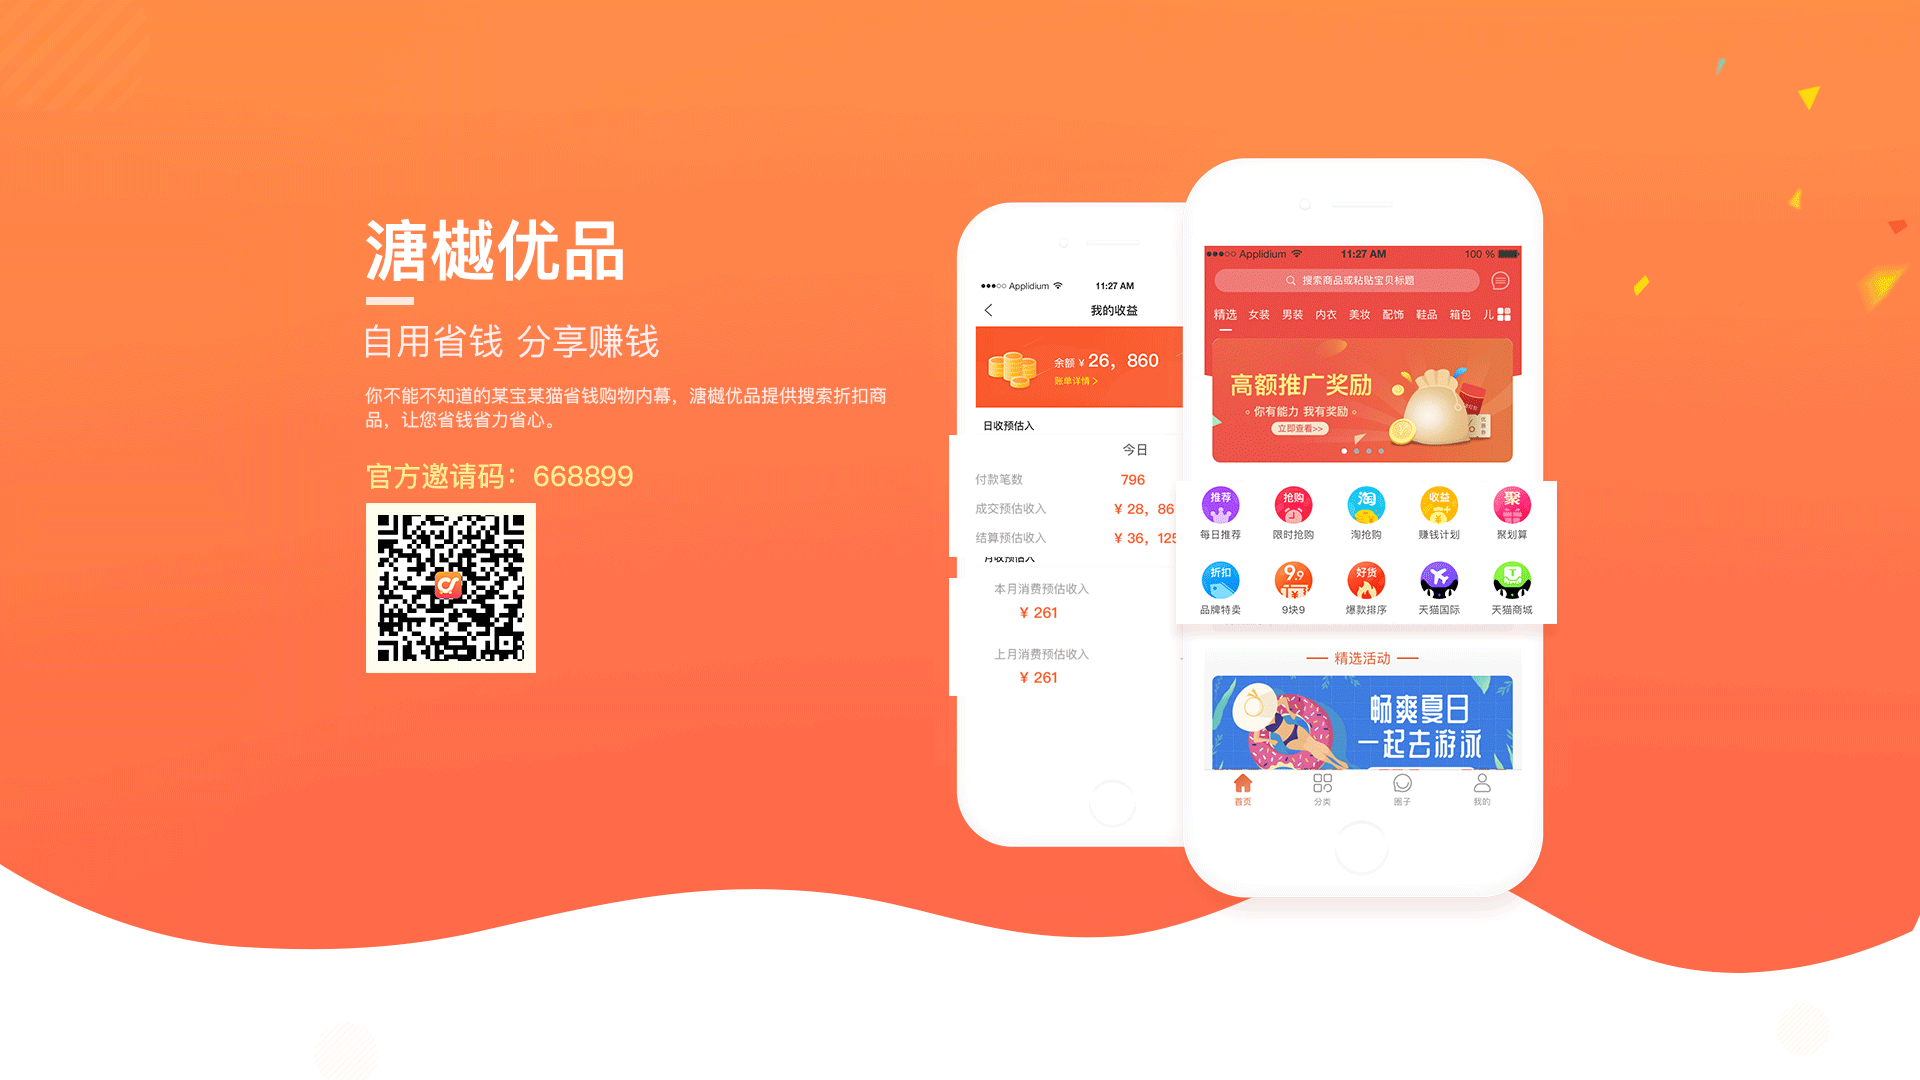 溏樾优品
自用省钱 分享赚钱
你不能不知道的某宝某猫省钱购物内幕，溏樾优品提供搜索折扣商
品，让您省钱省力省心。
官方邀请码：668899
Applidium 11:27 AM
我的收益
余额 ¥ 26，860
账单详情 >
日收预估入
今日
付款笔数 796
成交预估收入 ¥ 28，86
结算预估收入 ¥ 36，125
月收预估入
本月消费预估收入
¥ 261
上月消费预估收入
¥ 261
Applidium 11:27 AM 100 %
搜索商品或粘贴宝贝标题
精选 女装 男装 内衣 美妆 配饰 鞋品 箱包 儿
高额推广奖励
你有能力 我有奖励
立即查看>>
推荐 抢购 淘 收益 聚
每日推荐 限时抢购 淘抢购 赚钱计划 聚划算
折扣 9.9 好货
品牌特卖 9块9 爆款排序 天猫国际 天猫商城
精选活动
畅爽夏日
一起去游泳
首页 分类 圈子 我的